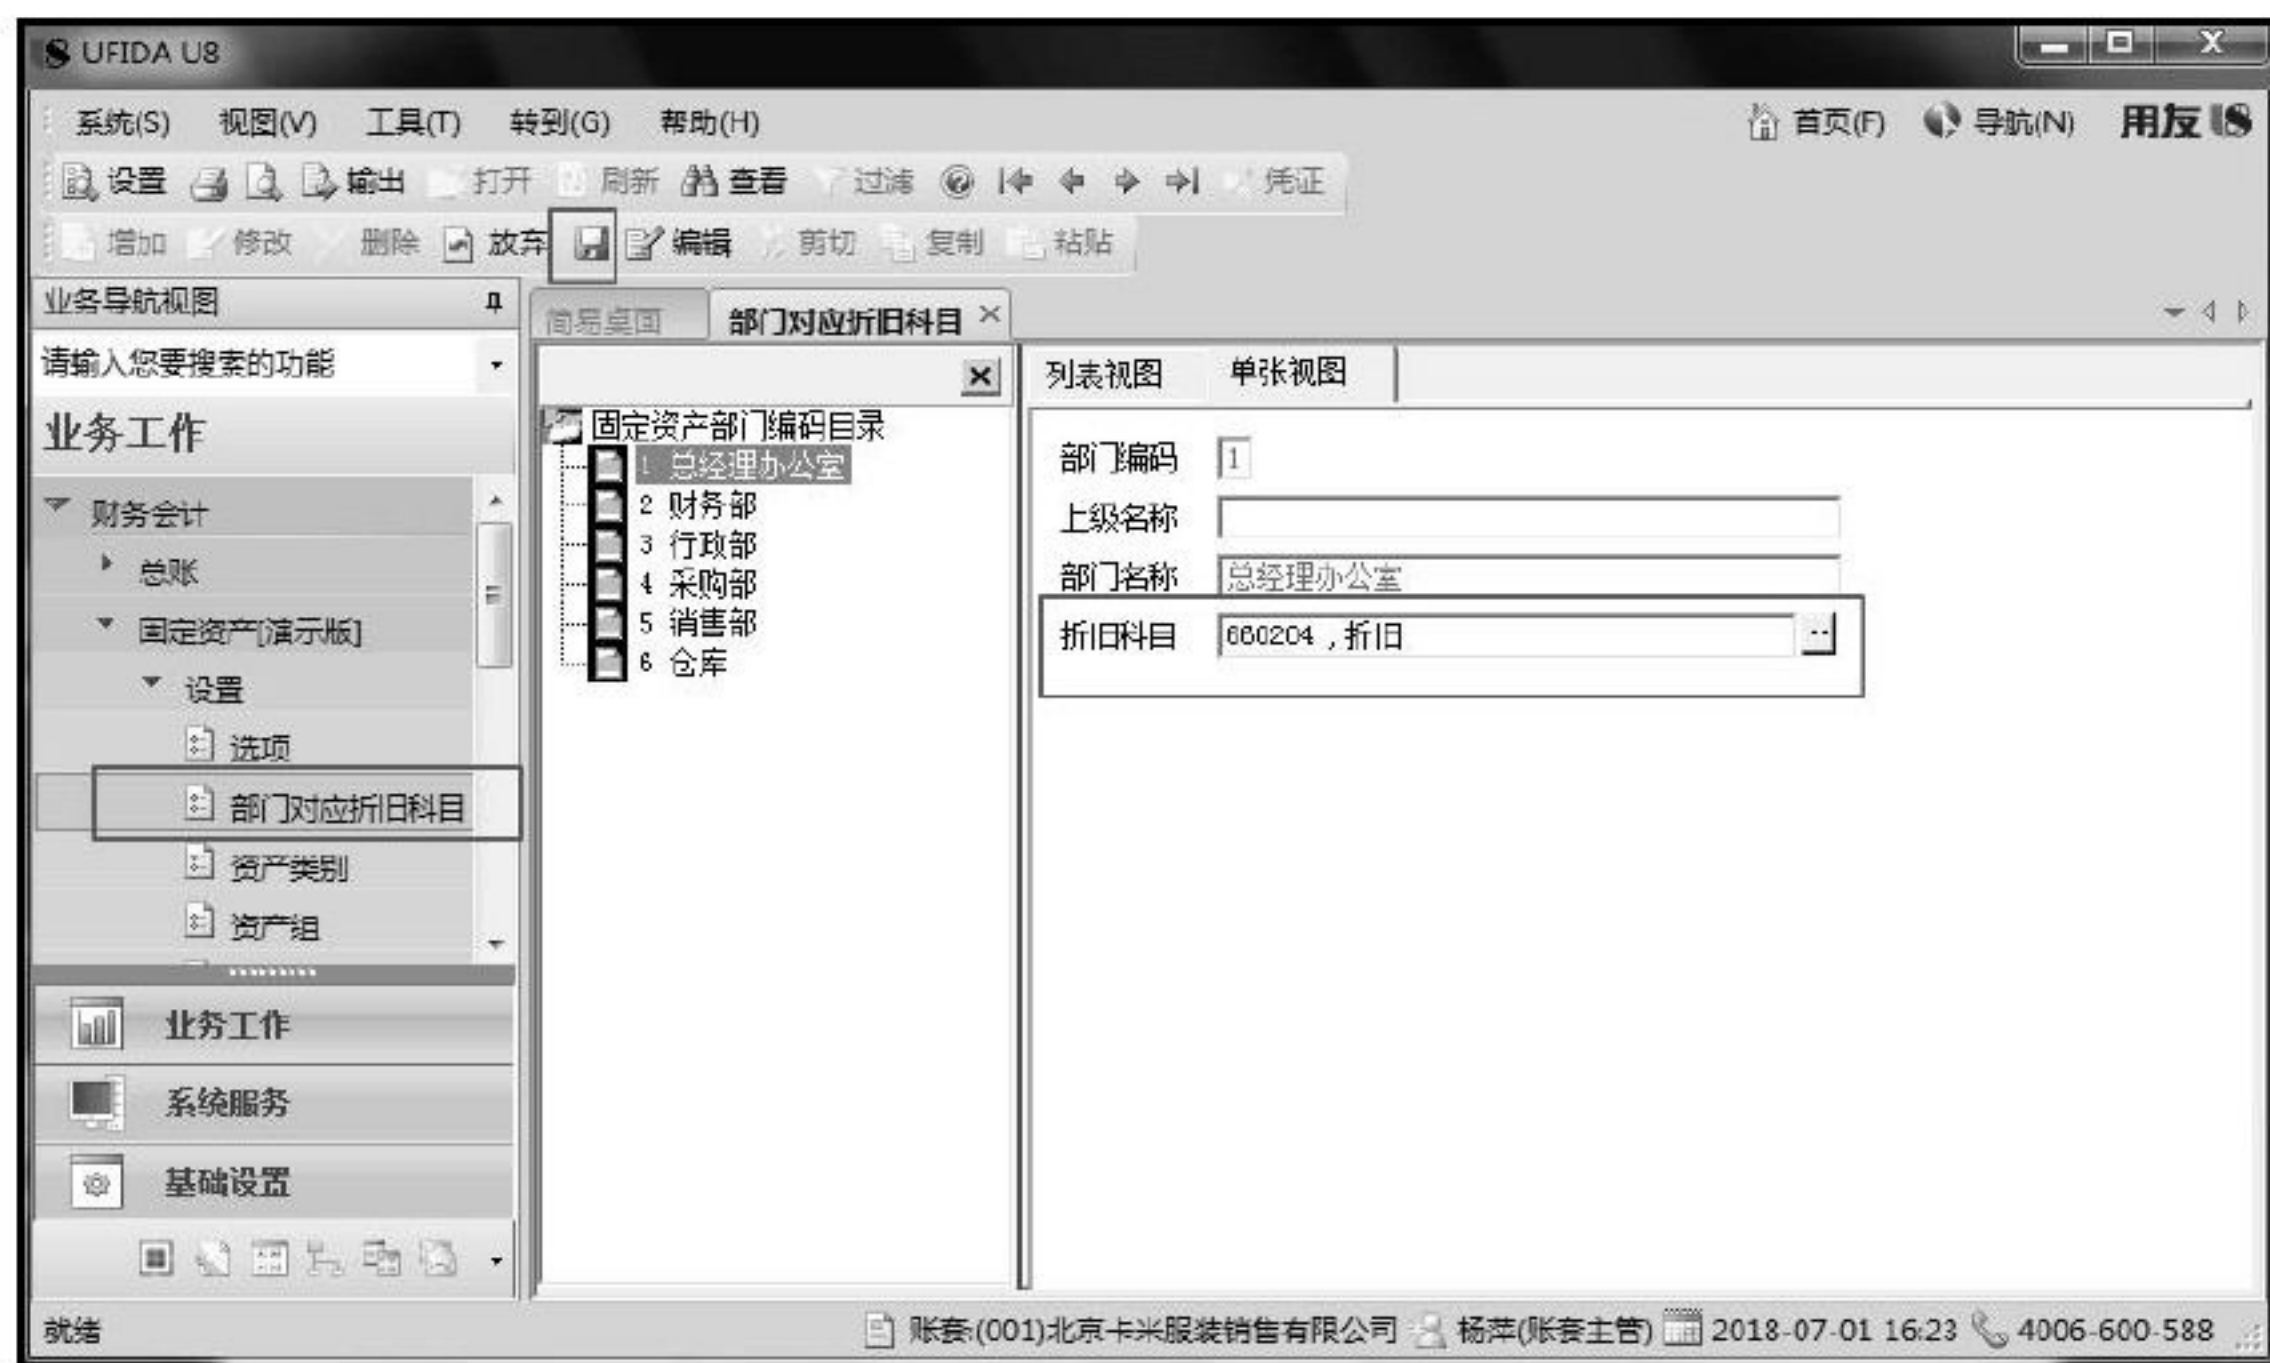 UFIDA U8
系统(S) 视图(V) 工具(T) 转到(G) 帮助(H) 首页(F) 导航(N) 用友 U8
设置 输出 打开 刷新 查看 过滤 凭证
增加 修改 删除 放弃 编辑 剪切 复制 粘贴
业务导航视图
请输入您要搜索的功能
业务工作
财务会计
总账
固定资产[演示版]
设置
选项
部门对应折旧科目
资产类别
资产组
业务工作
系统服务
基础设置
简易桌面 部门对应折旧科目
固定资产部门编码目录
1 总经理办公室
2 财务部
3 行政部
4 采购部
5 销售部
6 仓库
列表视图 单张视图
部门编码 1
上级名称
部门名称 总经理办公室
折旧科目 660204,折旧
就绪 账套:(001)北京卡米服装销售有限公司 杨萍(账套主管) 2018-07-01 16:23 4006-600-588